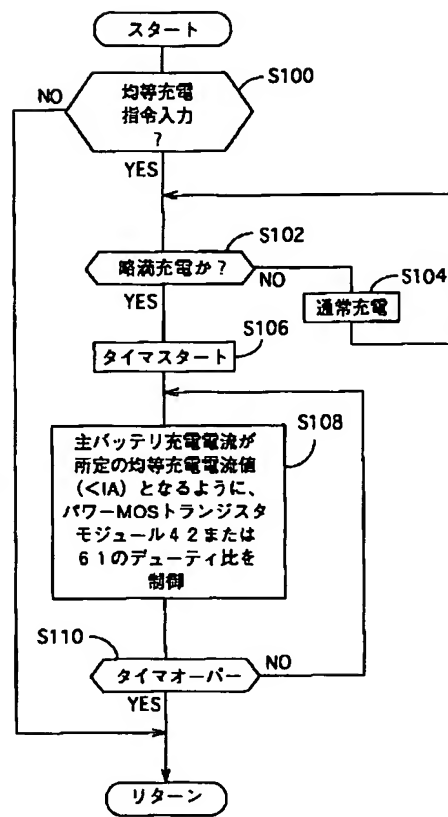 スタート
S100
NO
均等充電
指令入力
?
YES
S102
略満充電か?
NO
S104
通常充電
YES
S106
タイマスタート
S108
主バッテリ充電電流が
所定の均等充電電流値
(<IA)となるように、
パワーMOSトランジスタ
モジュール42または
61のデューティ比を
制御
S110
タイマオーバー
NO
YES
リターン